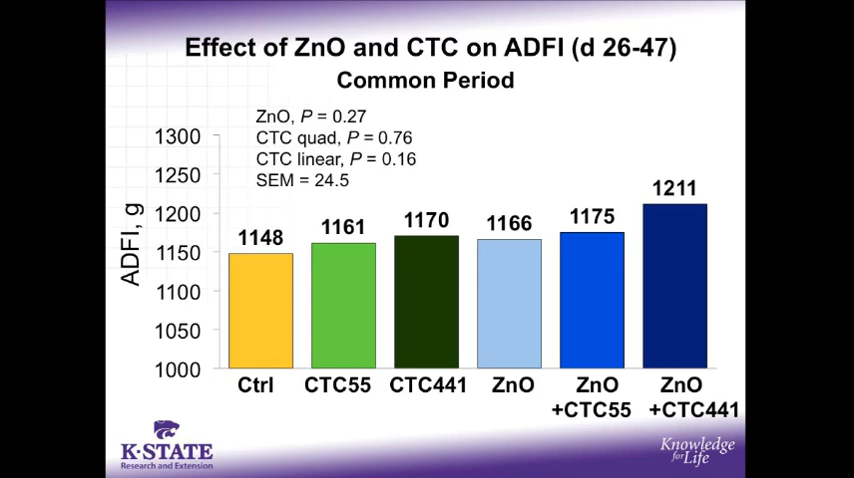 Effect of ZnO and CTC on ADFI (d 26-47)
Common Period
ZnO, P = 0.27
CTC quad, P = 0.76
CTC linear, P = 0.16
SEM = 24.5
ADFI, g
1300
1250
1200
1150
1100
1050
1000
1148
1161
1170
1166
1175
1211
Ctrl
CTC55
CTC441
ZnO
ZnO
+CTC55
ZnO
+CTC441
K-STATE
Research and Extension
Knowledge
for Life